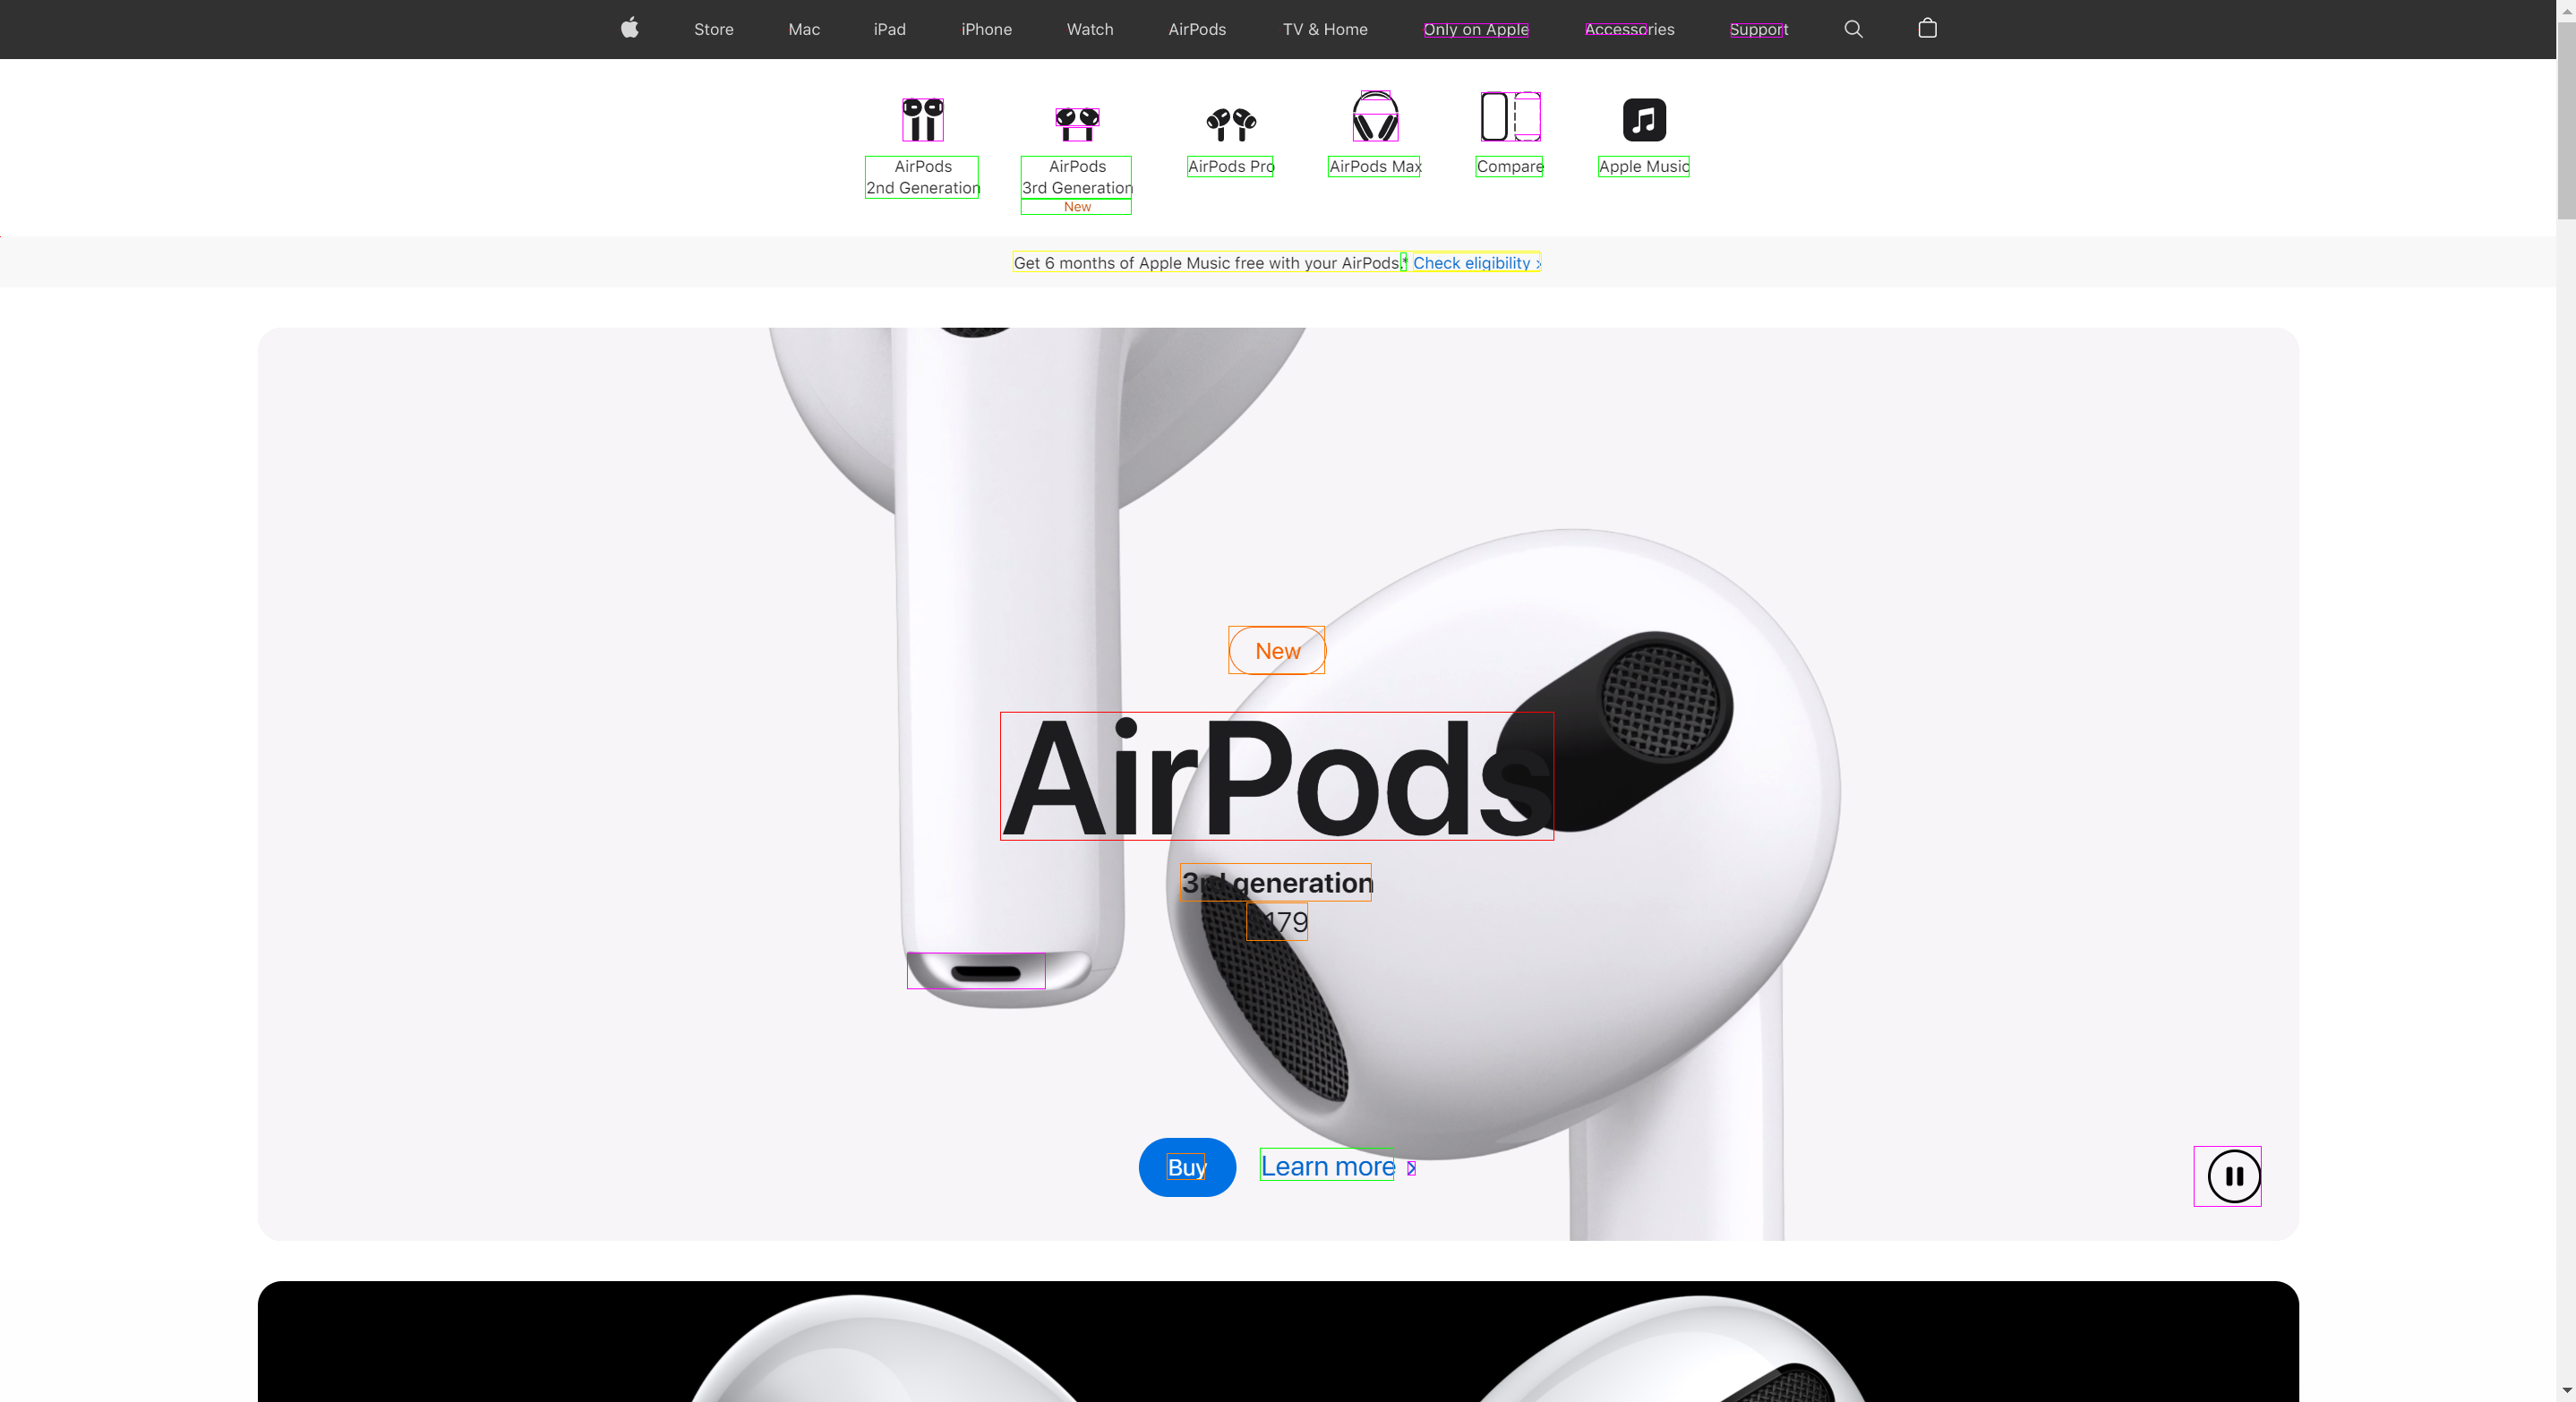 Store Mac iPad iPhone Watch AirPods TV & Home Only on Apple Accessories Support
AirPods
2nd Generation
AirPods
3rd Generation
New
AirPods Pro
AirPods Max
Compare
Apple Music
Get 6 months of Apple Music free with your AirPods.* Check eligibility ›
New
AirPods
3rd generation
179
Buy Learn more ›